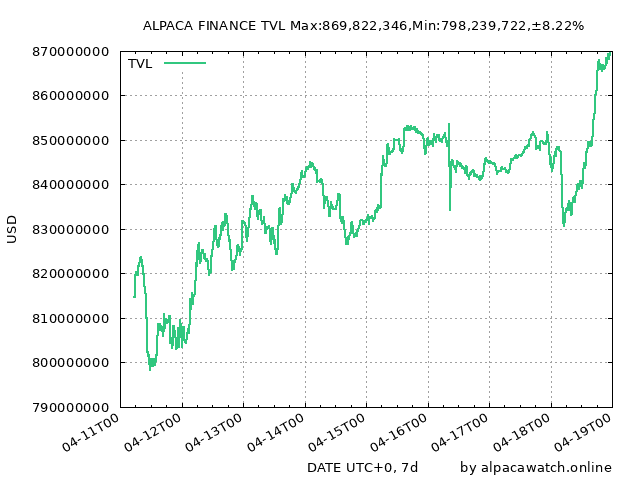 ALPACA FINANCE TVL Max:869,822,346,Min:798,239,722,±8.22%
TVL
870000000
860000000
850000000
840000000
830000000
820000000
810000000
800000000
790000000
USD
04-11T00
04-12T00
04-13T00
04-14T00
04-15T00
04-16T00
04-17T00
04-18T00
04-19T00
DATE UTC+0, 7d
by alpacawatch.online